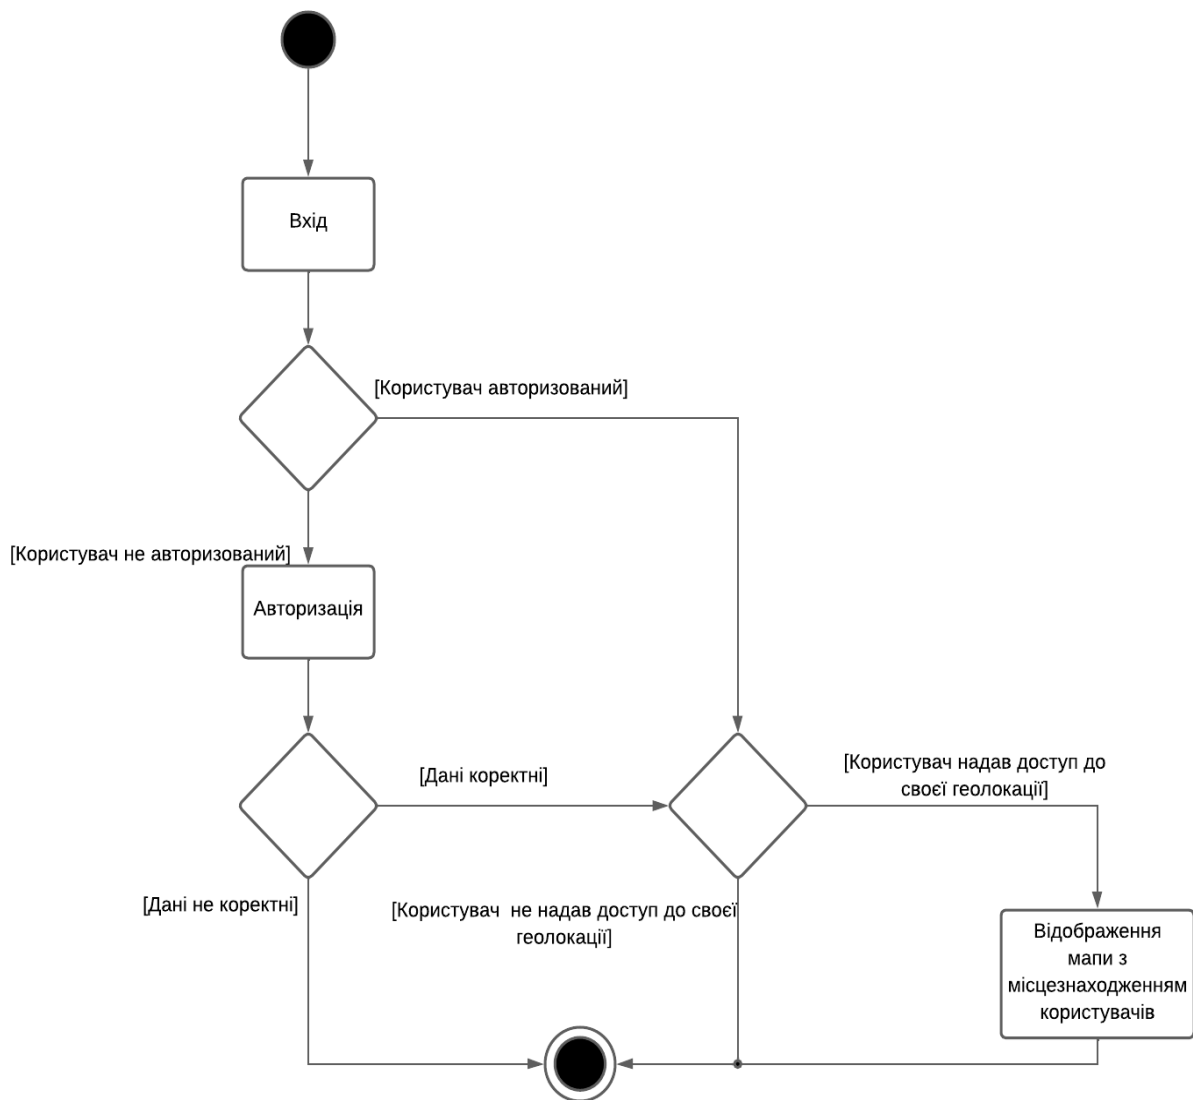 Вхід
[Користувач авторизований]
[Користувач не авторизований]
Авторизація
[Дані коректні]
[Користувач надав доступ до
своєї геолокації]
[Дані не коректні]
[Користувач  не надав доступ до своєї
геолокації]
Відображення
мапи з
місцезнаходженням
користувачів